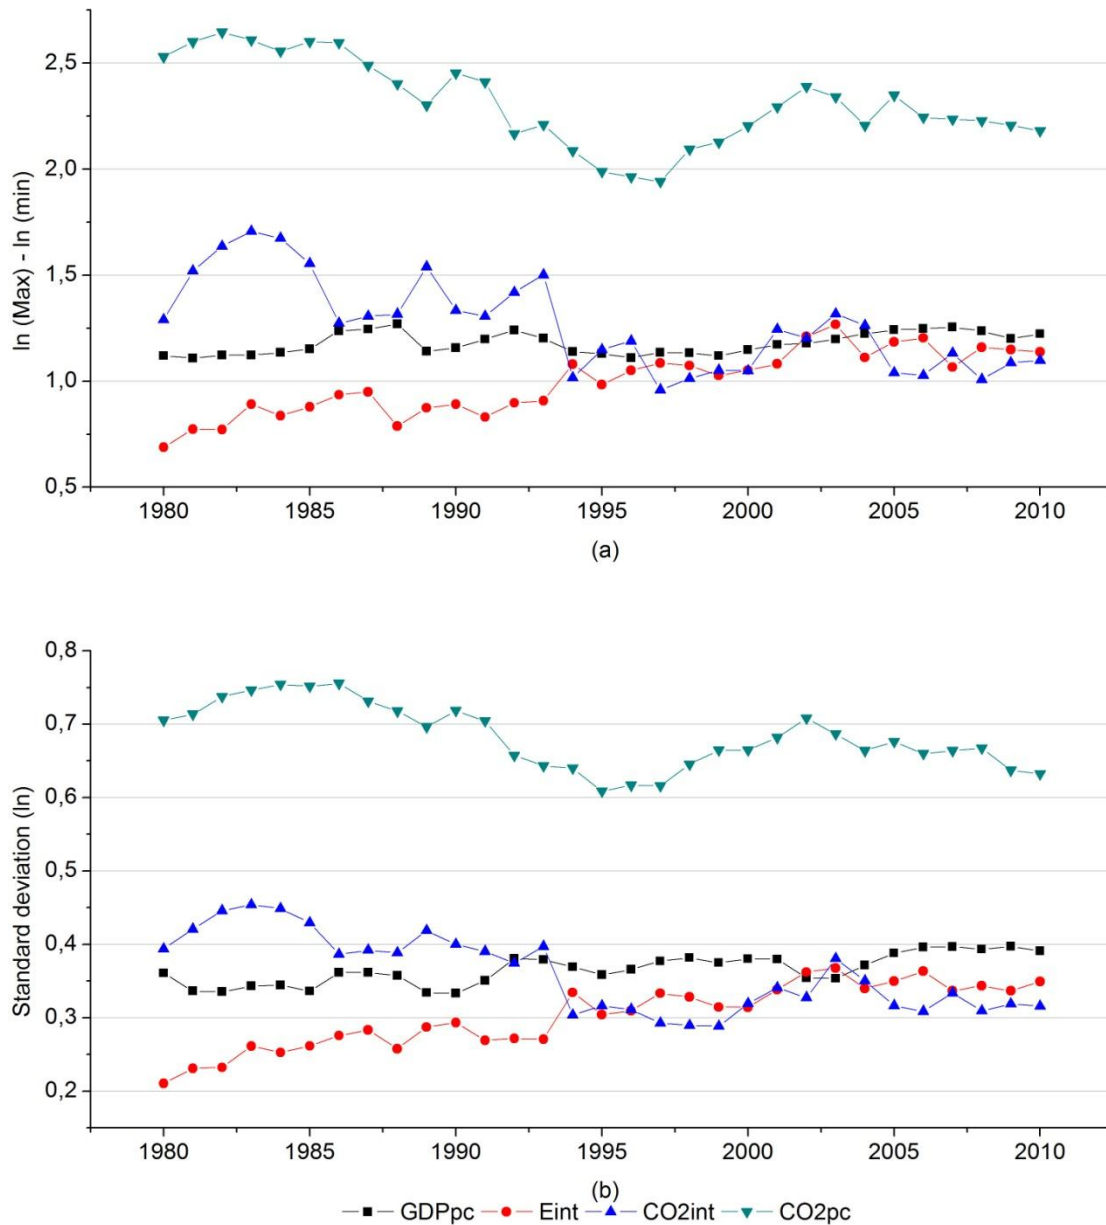 2,5
2,0
1,5
1,0
0,5
ln (Max) - ln (min)
1980 1985 1990 1995 2000 2005 2010
(a)
0,8
0,7
0,6
0,5
0,4
0,3
0,2
Standard deviation (ln)
1980 1985 1990 1995 2000 2005 2010
(b)
GDPpc Eint CO2int CO2pc